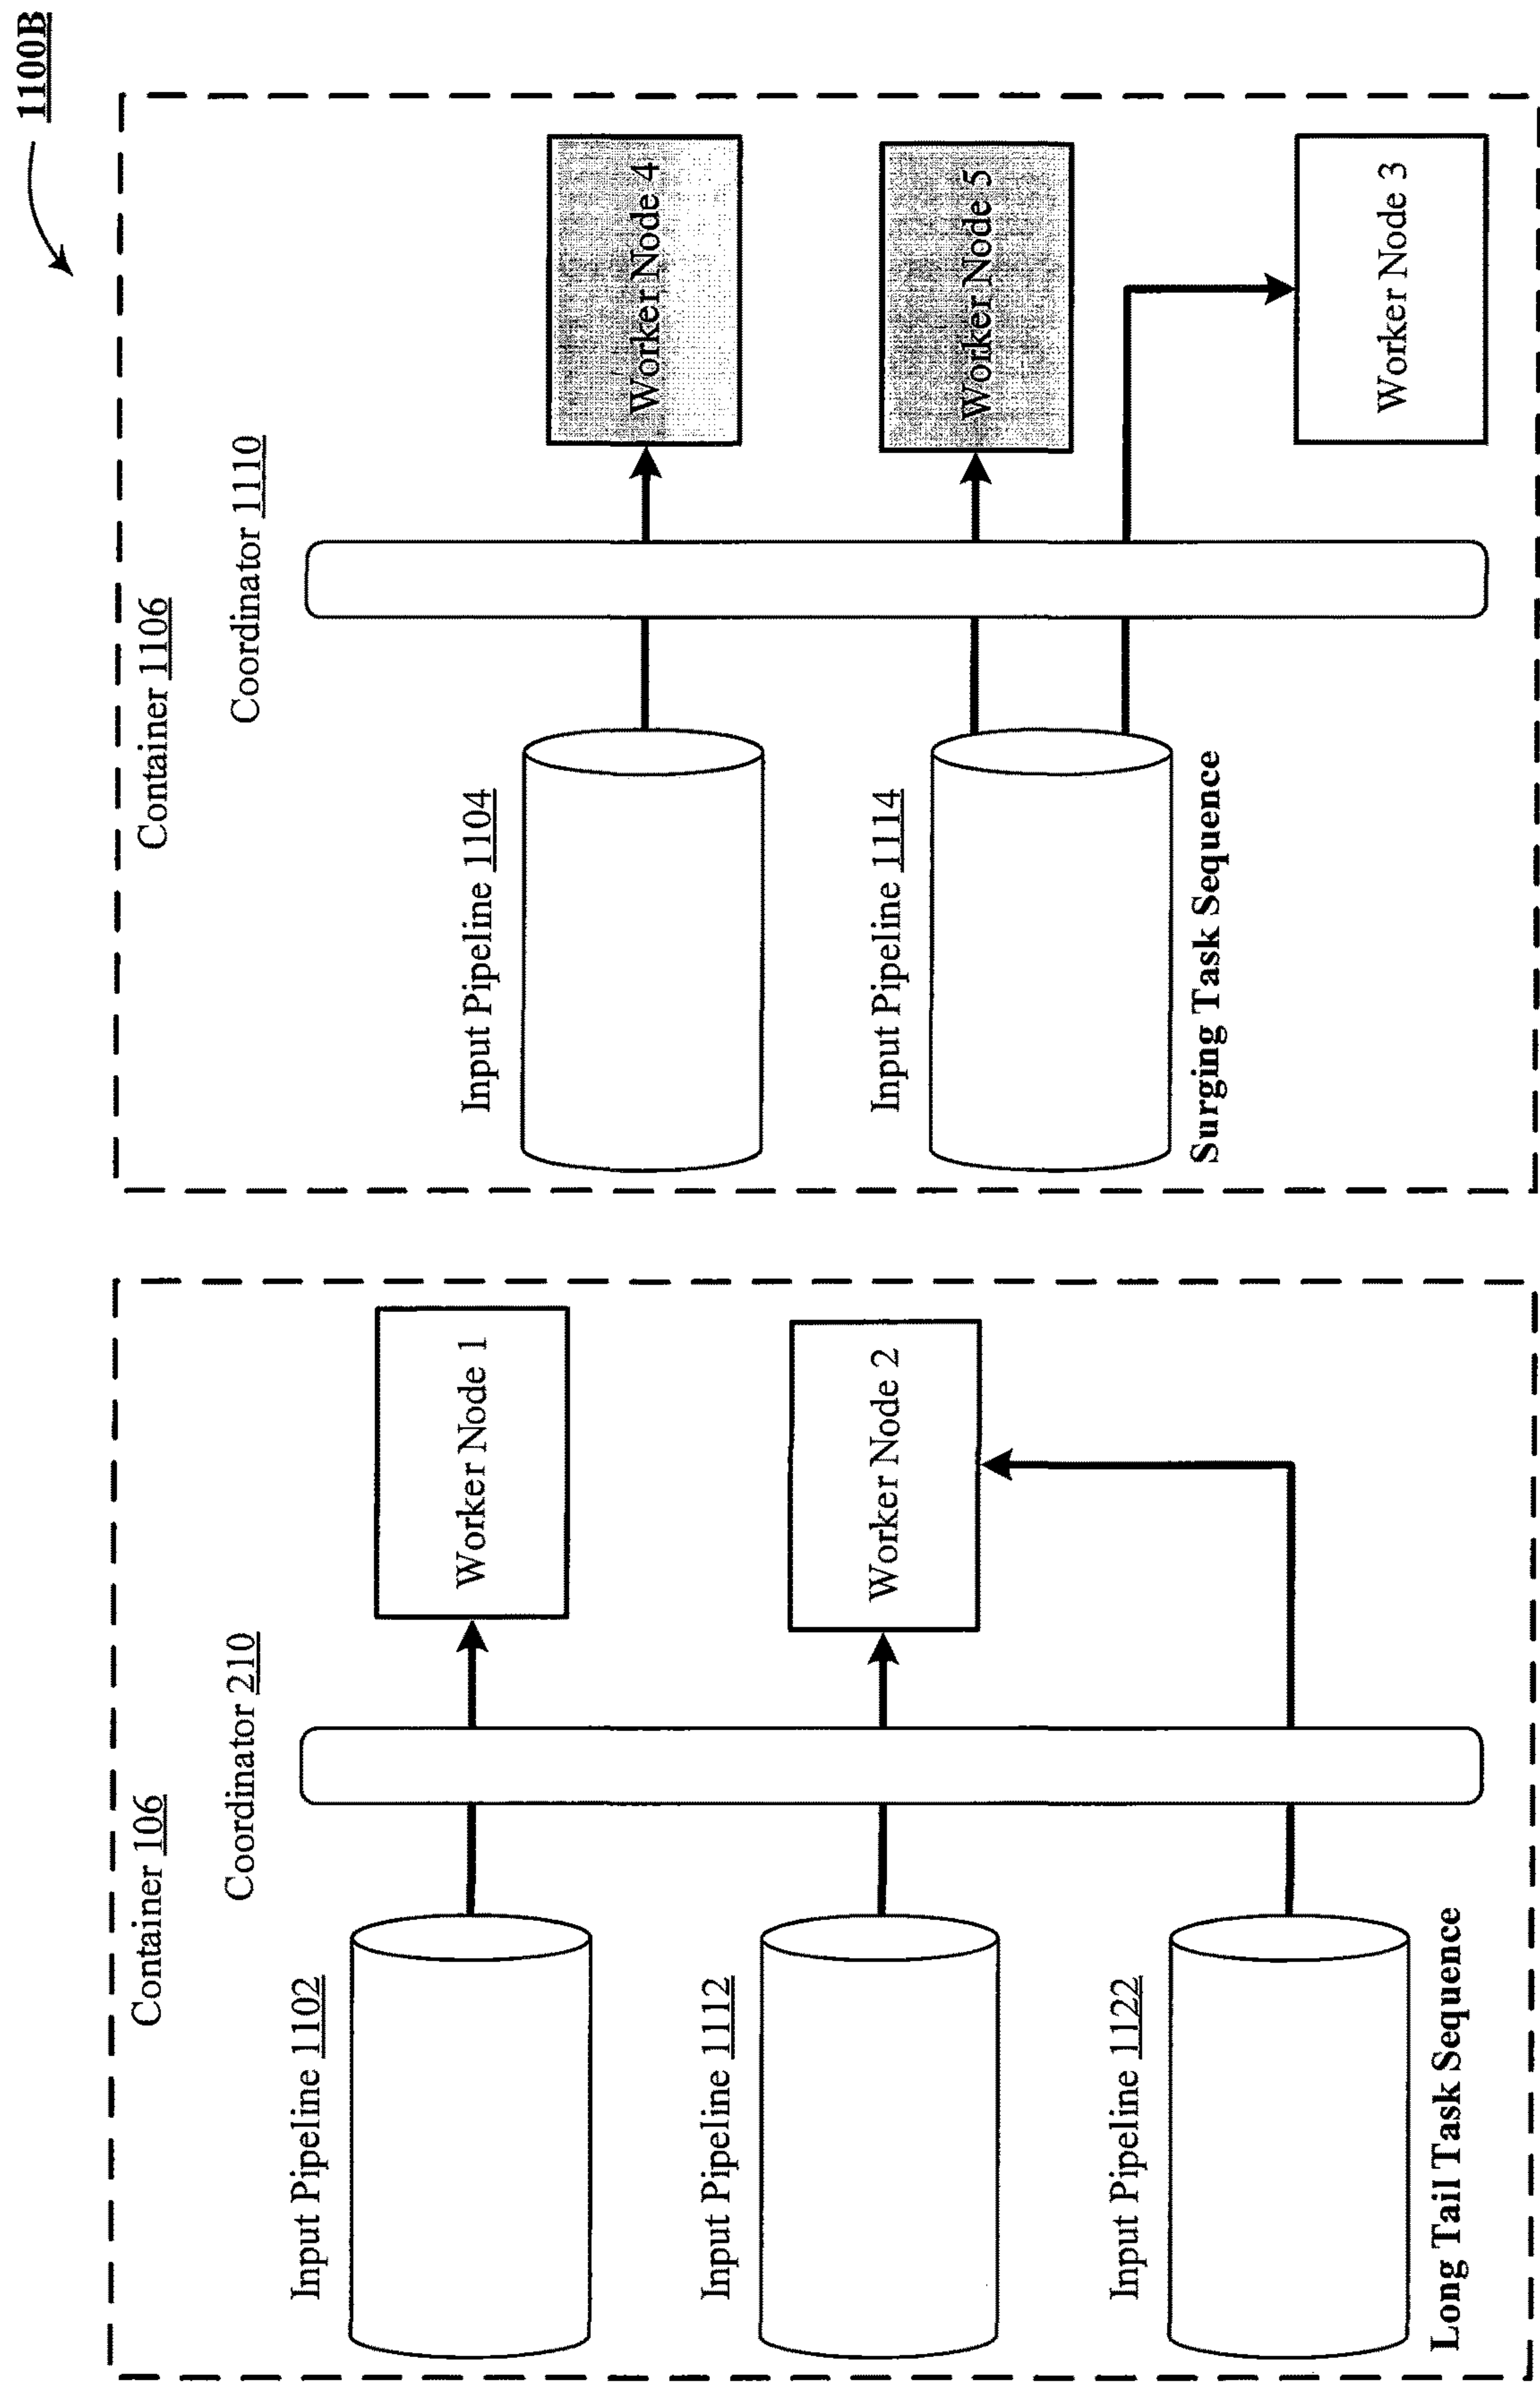 1100B
Container 106
Coordinator 210
Input Pipeline 1102
Worker Node 1
Input Pipeline 1112
Worker Node 2
Input Pipeline 1122
Long Tail Task Sequence
Container 1106
Coordinator 1110
Input Pipeline 1104
Worker Node 4
Input Pipeline 1114
Worker Node 5
Surging Task Sequence
Worker Node 3